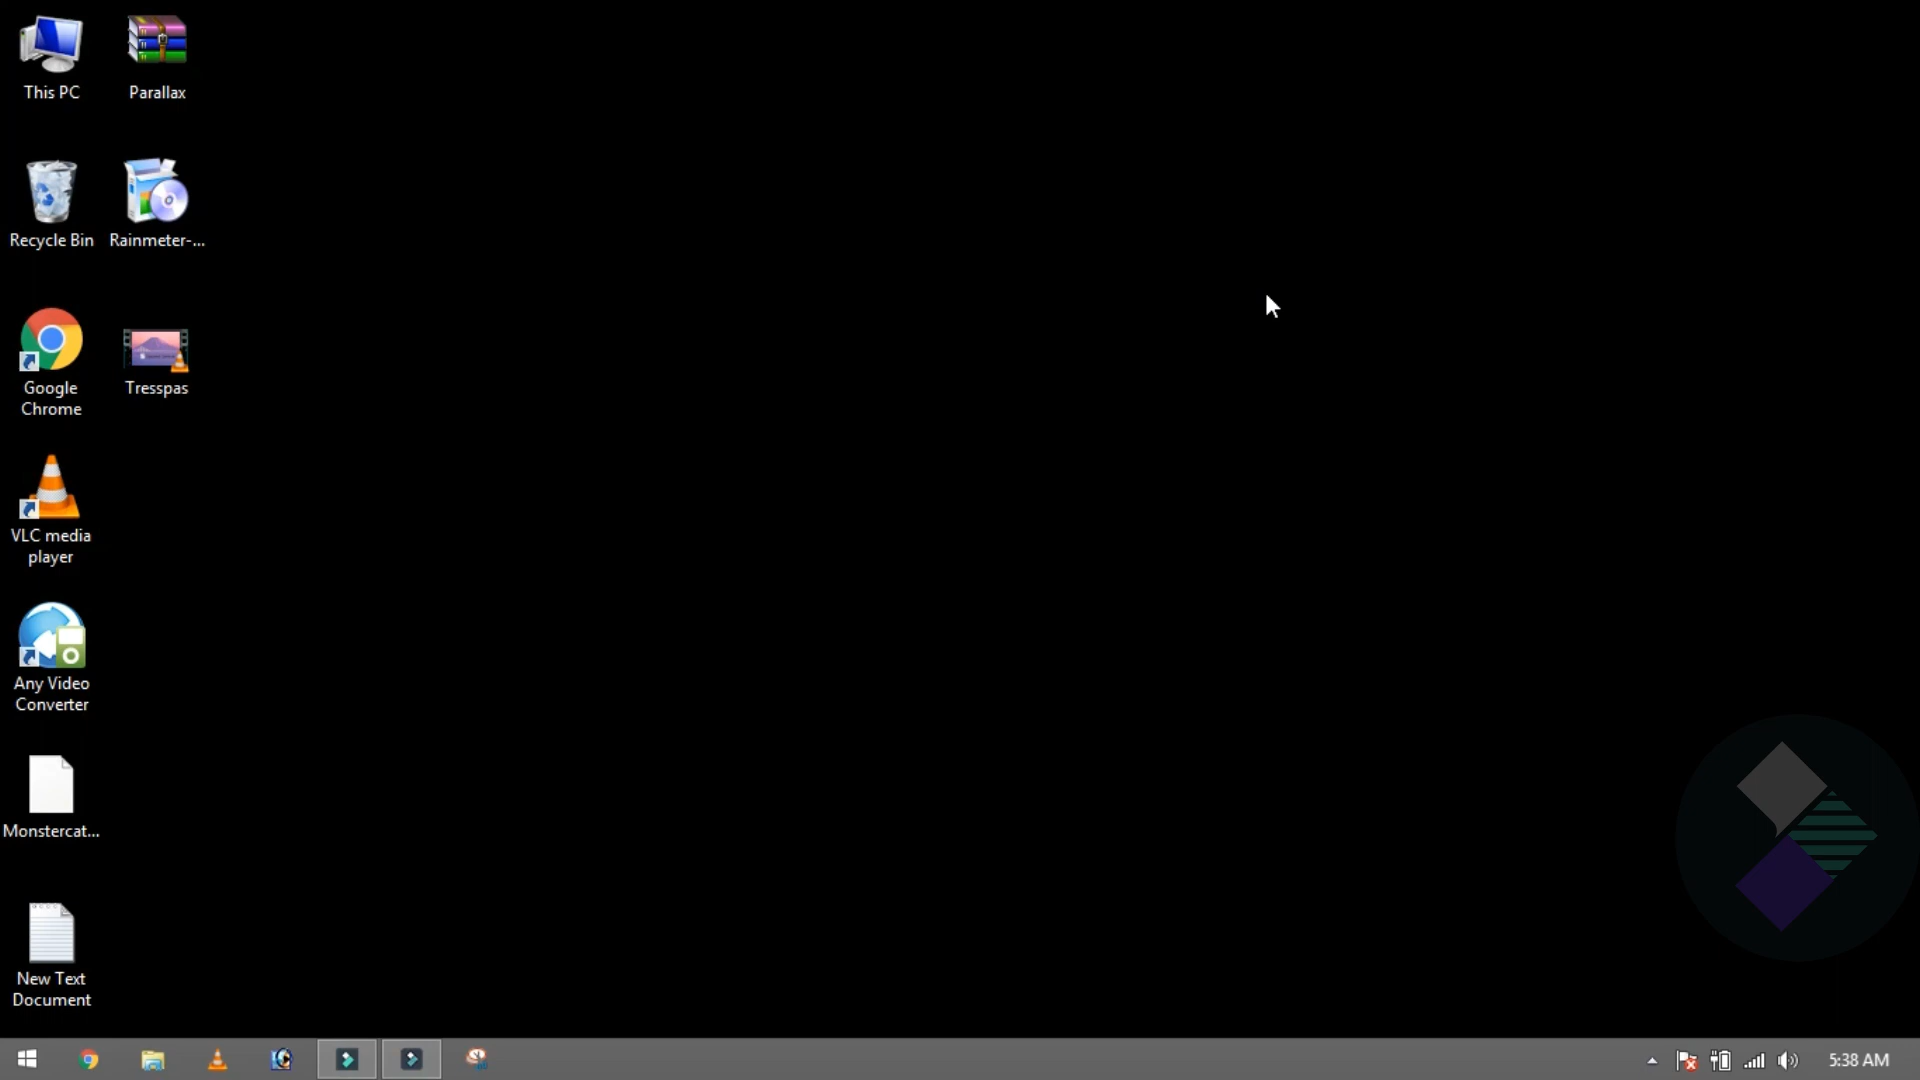 This PC
Parallax
Recycle Bin
Rainmeter-...
Google
Chrome
Tresspas
VLC media
player
Any Video
Converter
Monstercat...
New Text
Document
5:38 AM